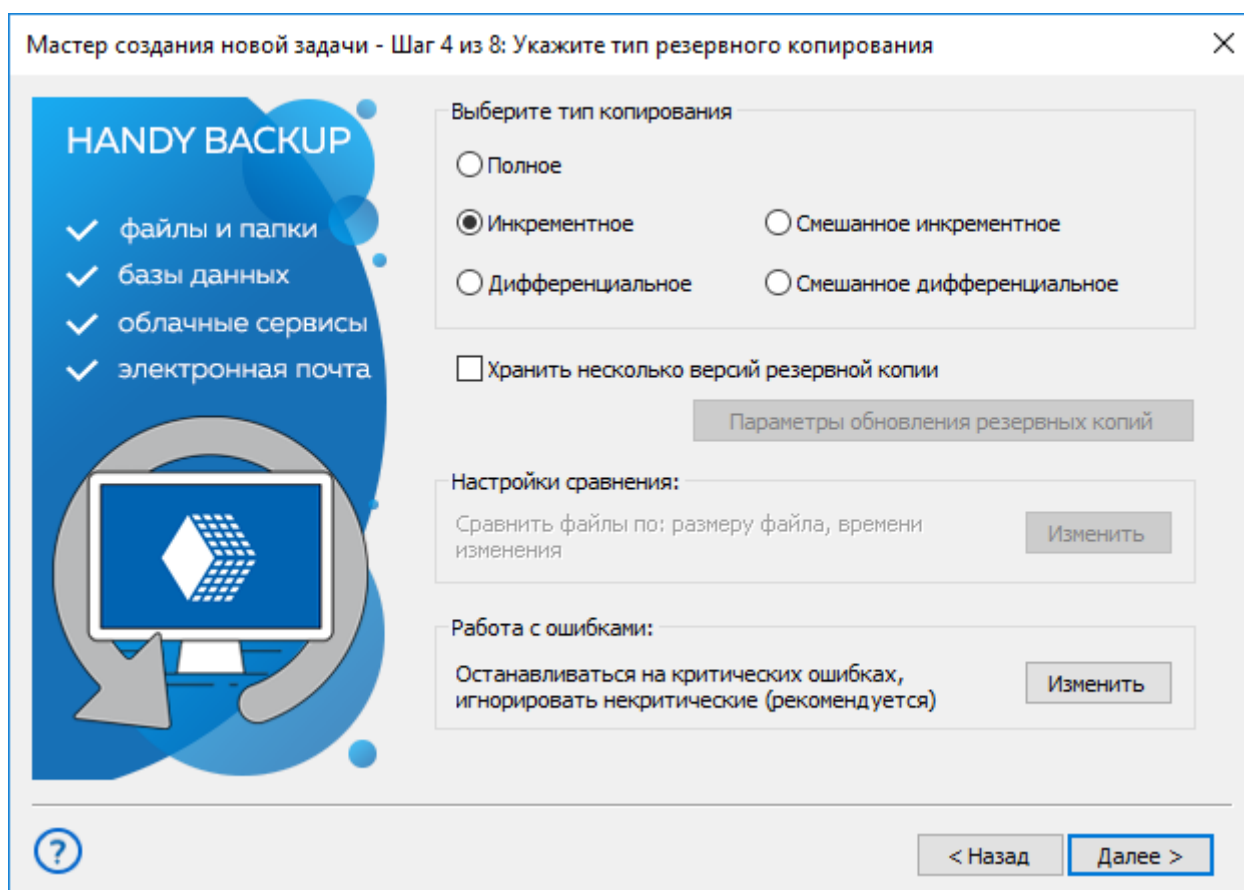 Мастер создания новой задачи - Шаг 4 из 8: Укажите тип резервного копирования
HANDY BACKUP
файлы и папки
базы данных
облачные сервисы
электронная почта
Выберите тип копирования
Полное
Инкрементное
Смешанное инкрементное
Дифференциальное
Смешанное дифференциальное
Хранить несколько версий резервной копии
Параметры обновления резервных копий
Настройки сравнения:
Сравнить файлы по: размеру файла, времени
изменения
Изменить
Работа с ошибками:
Останавливаться на критических ошибках,
игнорировать некритические (рекомендуется)
Изменить
?
< Назад
Далее >